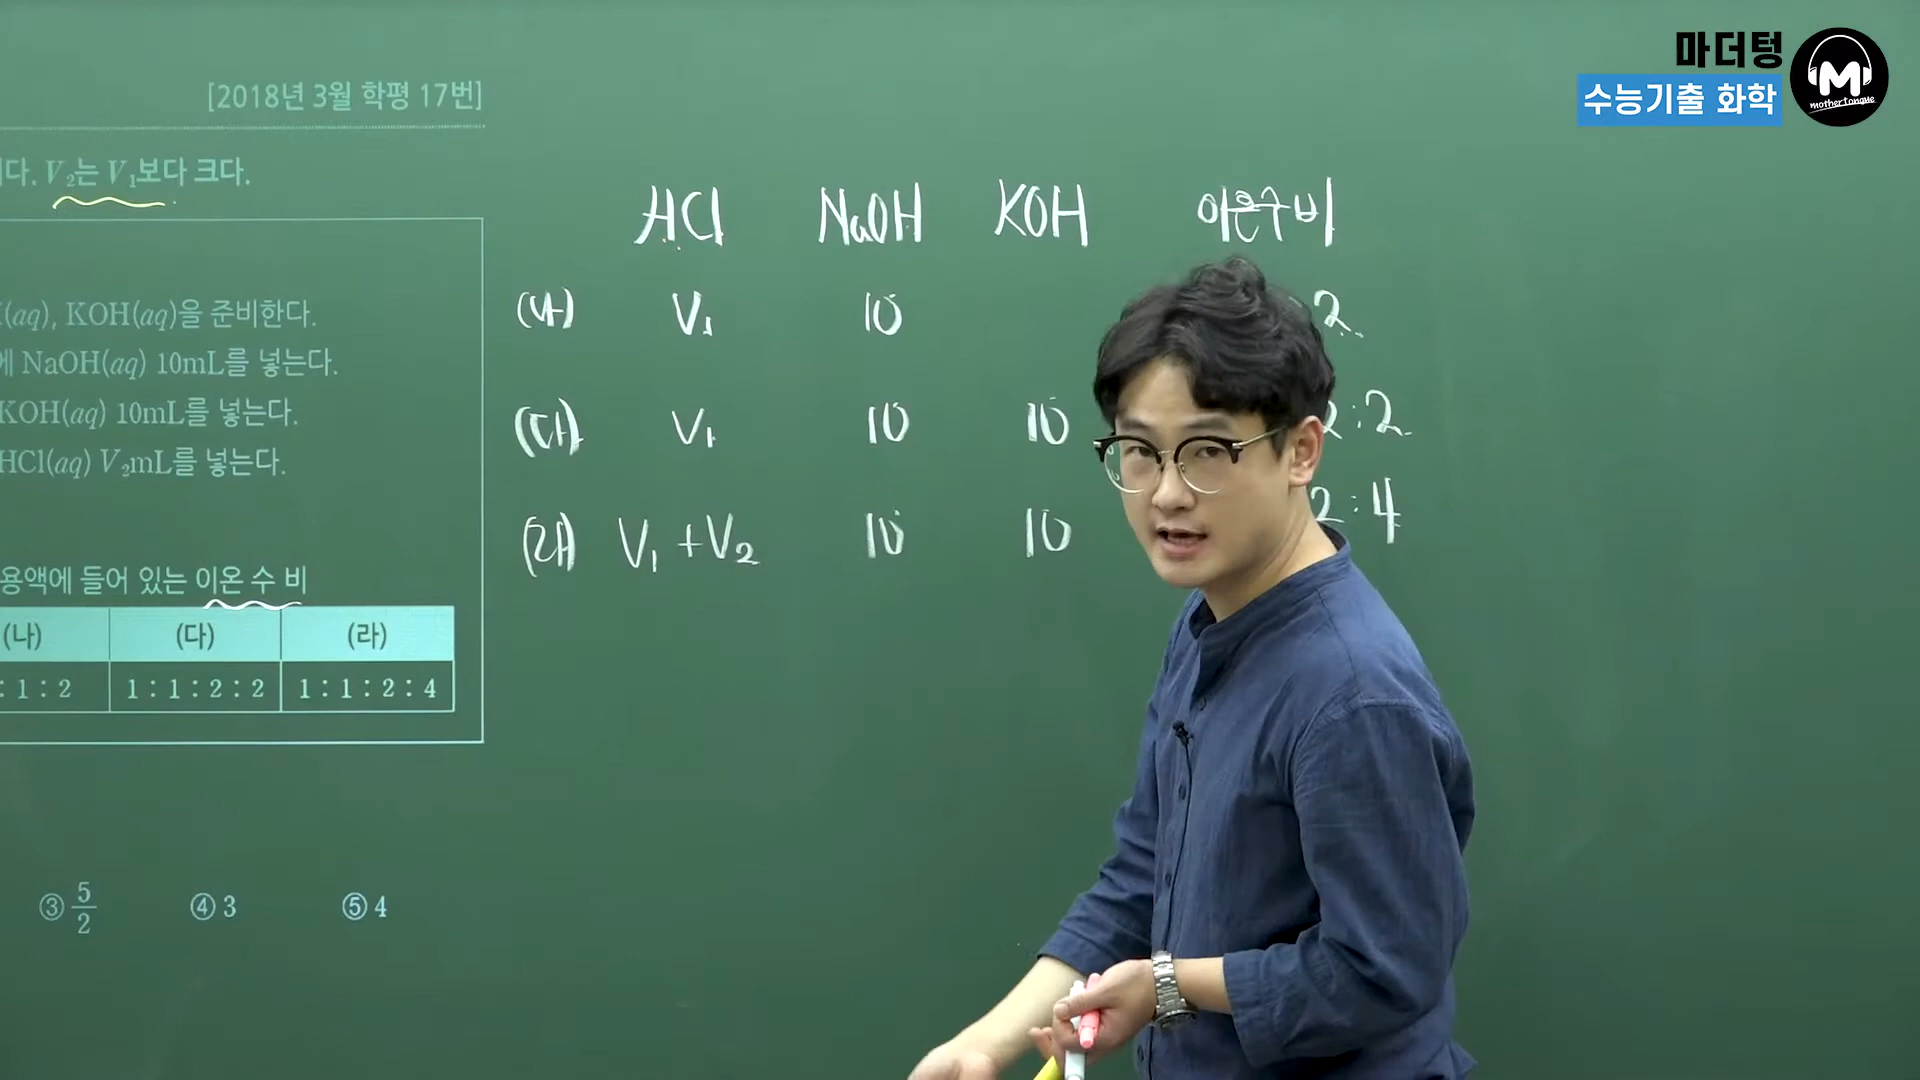 마더텅
수능기출 화학
M
mothertongue
[2018년 3월 학평 17번]
다. V₂는 V₁보다 크다.
(aq), KOH(aq)을 준비한다.
에 NaOH(aq) 10mL를 넣는다.
KOH(aq) 10mL를 넣는다.
HCl(aq) V₂mL를 넣는다.
용액에 들어 있는 이온 수 비
(나) (다) (라)
: 1 : 2 1 : 1 : 2 : 2 1 : 1 : 2 : 4
③ 5/2 ④ 3 ⑤ 4
HCl NaOH KOH 이온수비
(나) V₁ 10 : 2
(다) V₁ 10 10 2 : 2
(라) V₁ + V₂ 10 10 2 : 4